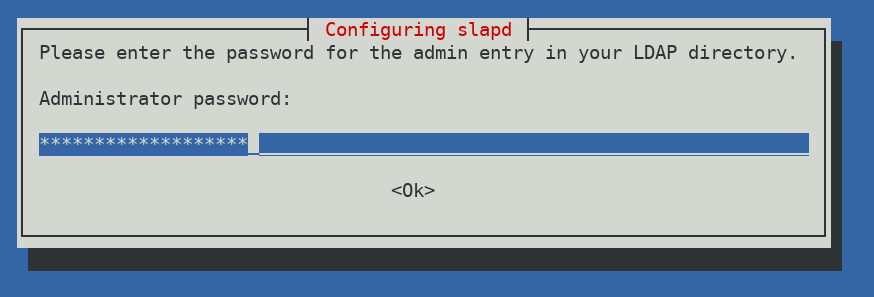 Configuring slapd
Please enter the password for the admin entry in your LDAP directory.
Administrator password:
*******************
<Ok>